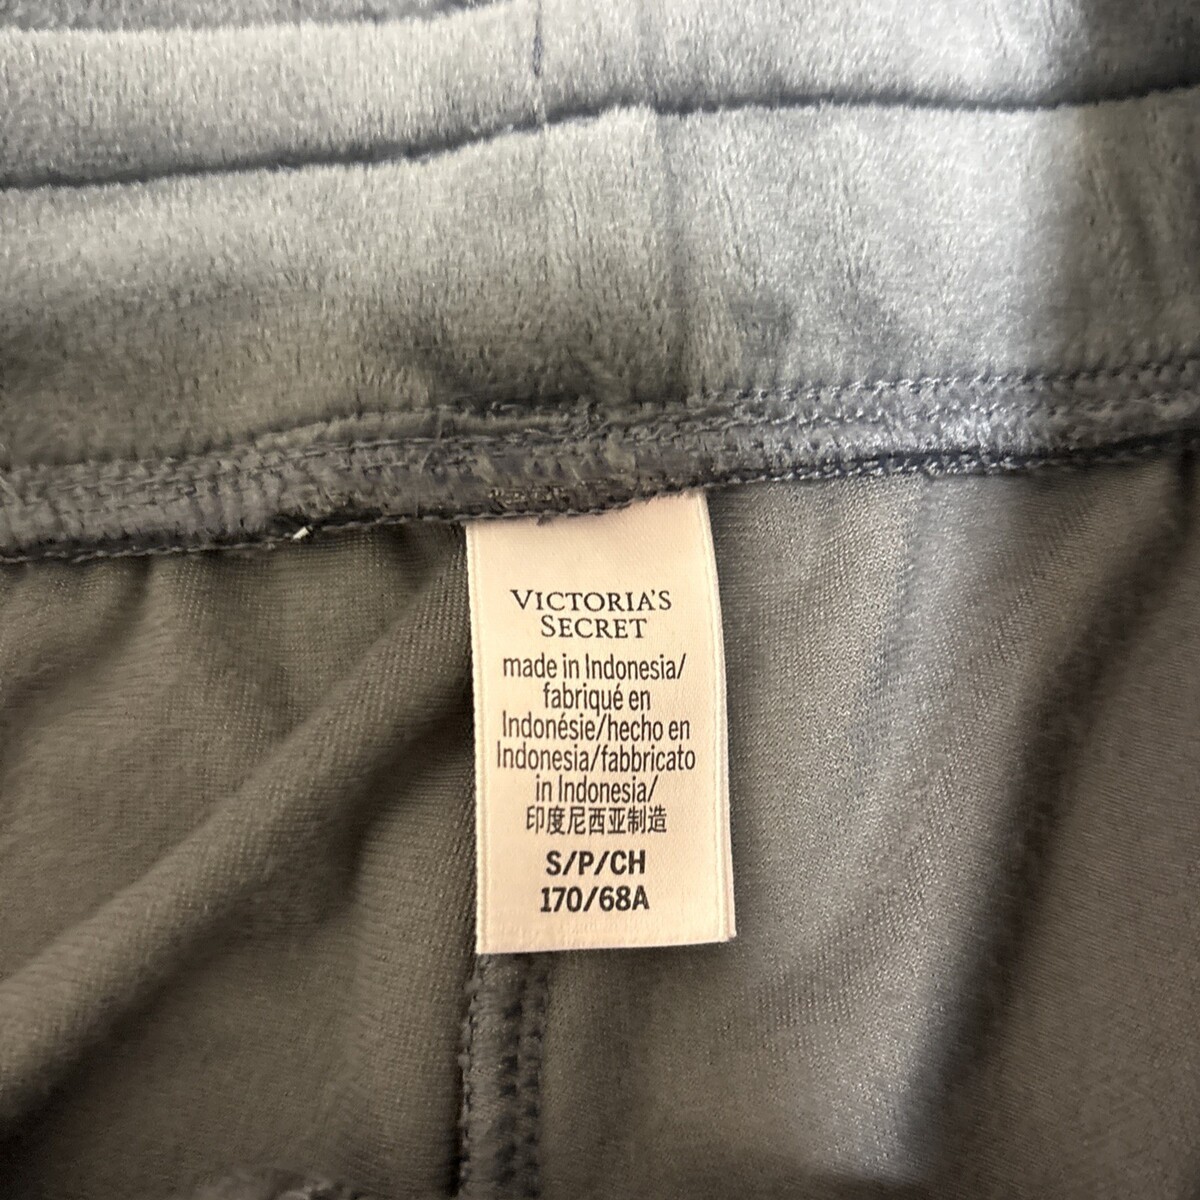 VICTORIA'S
SECRET
made in Indonesia/
fabriqué en
Indonésie/hecho en
Indonesia/fabbricato
in Indonesia/
印度尼西亚制造
S/P/CH
170/68A